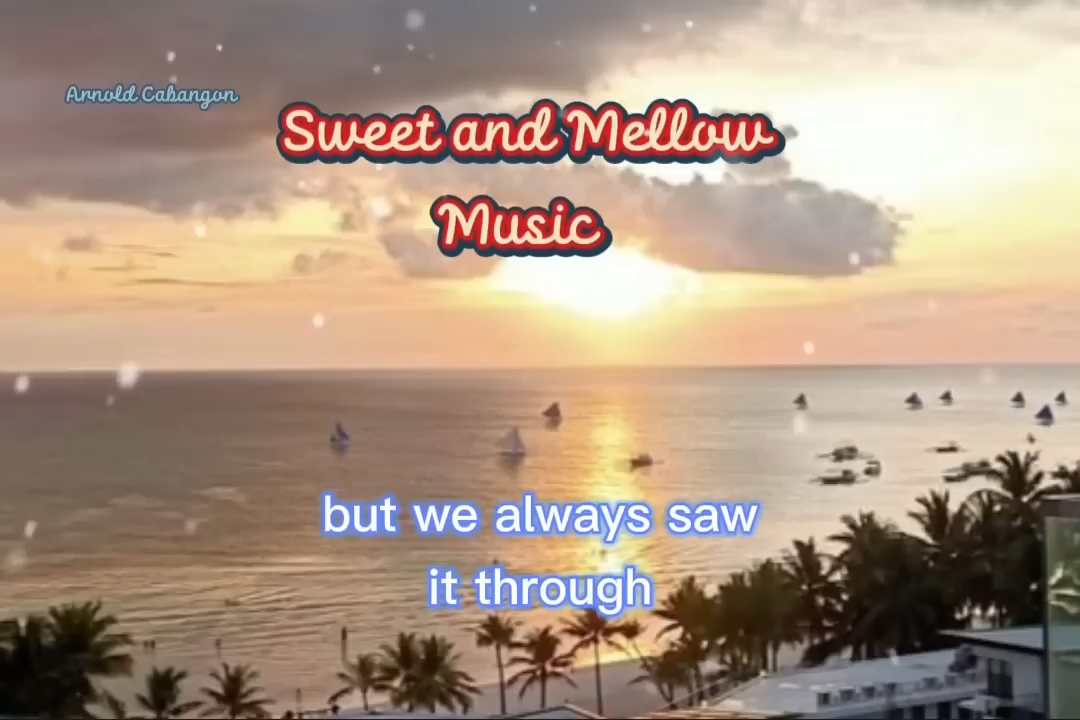 Arnold Cabangon
Sweet and Mellow
Music
but we always saw
it through